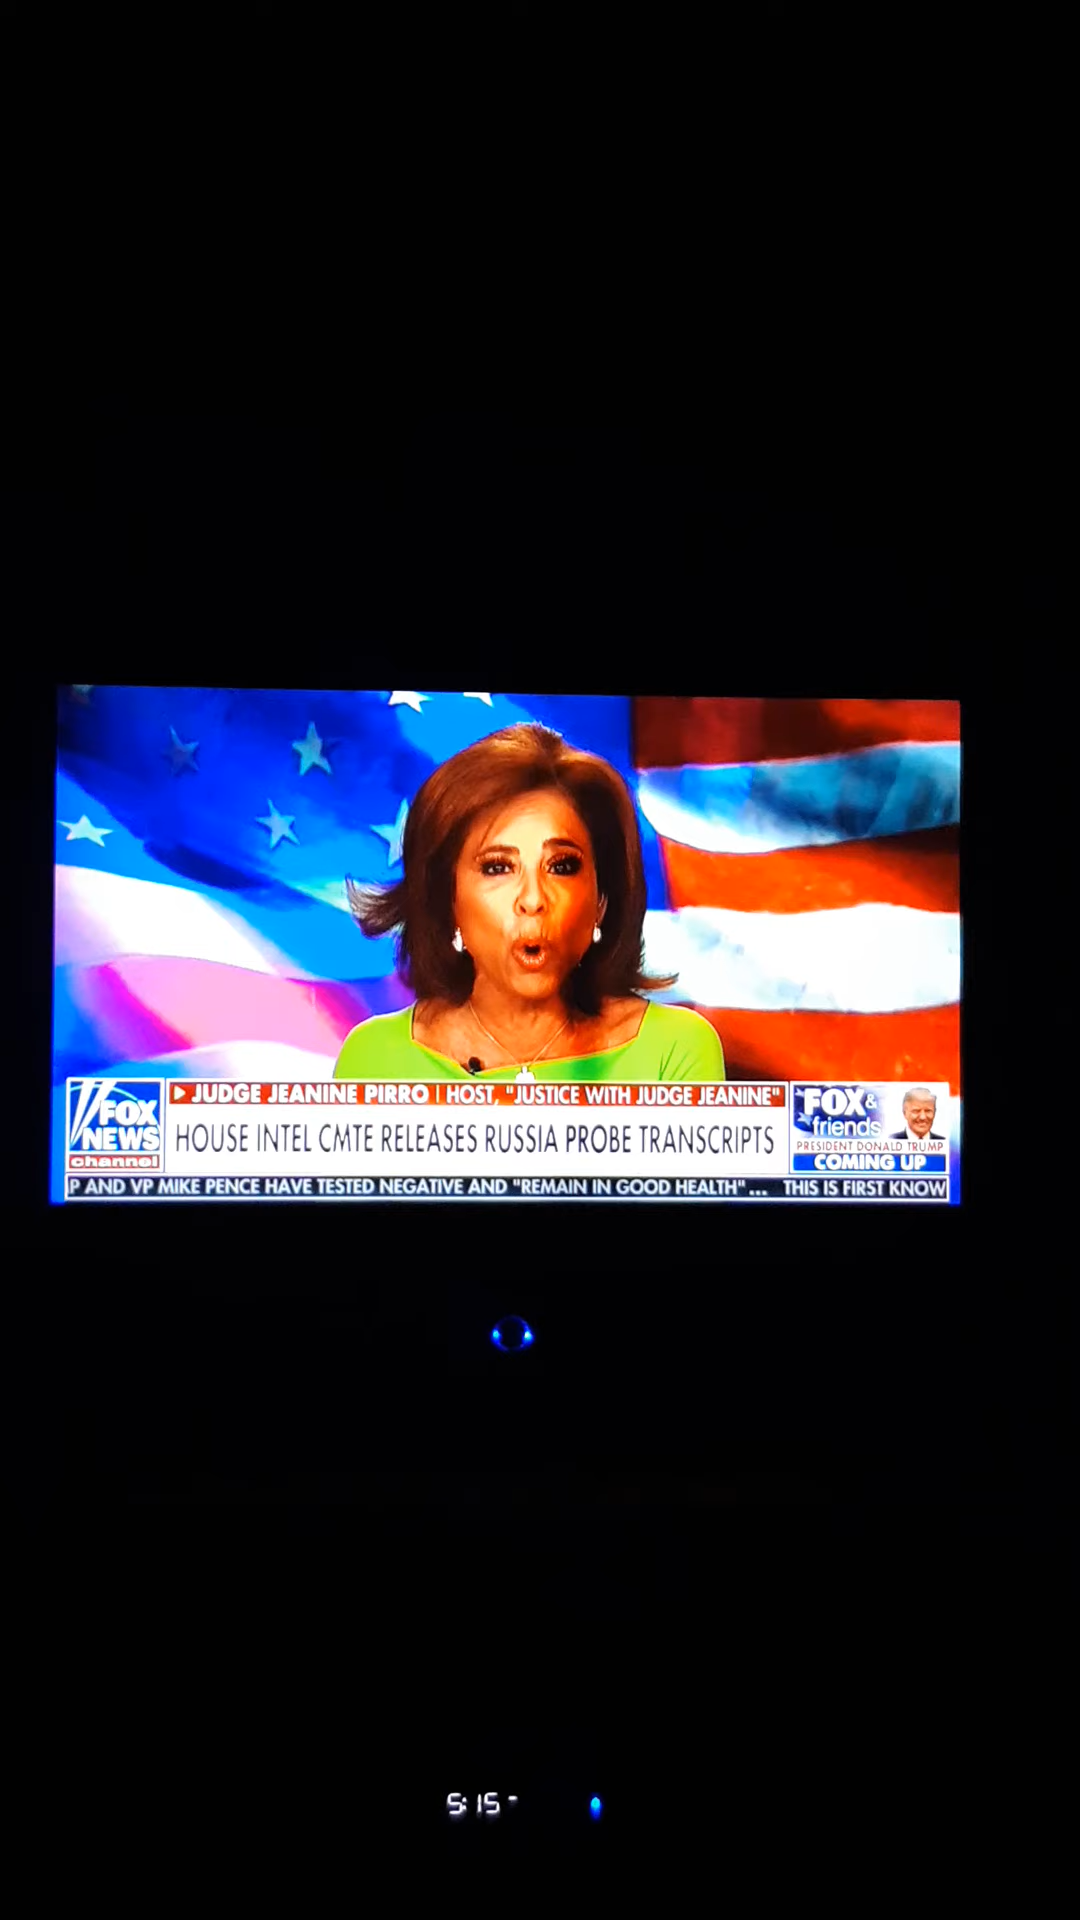 FOX
NEWS
channel
JUDGE JEANINE PIRRO | HOST, "JUSTICE WITH JUDGE JEANINE"
HOUSE INTEL CMTE RELEASES RUSSIA PROBE TRANSCRIPTS
FOX &
friends
PRESIDENT DONALD TRUMP
COMING UP
P AND VP MIKE PENCE HAVE TESTED NEGATIVE AND "REMAIN IN GOOD HEALTH"... THIS IS FIRST KNOW
5:15